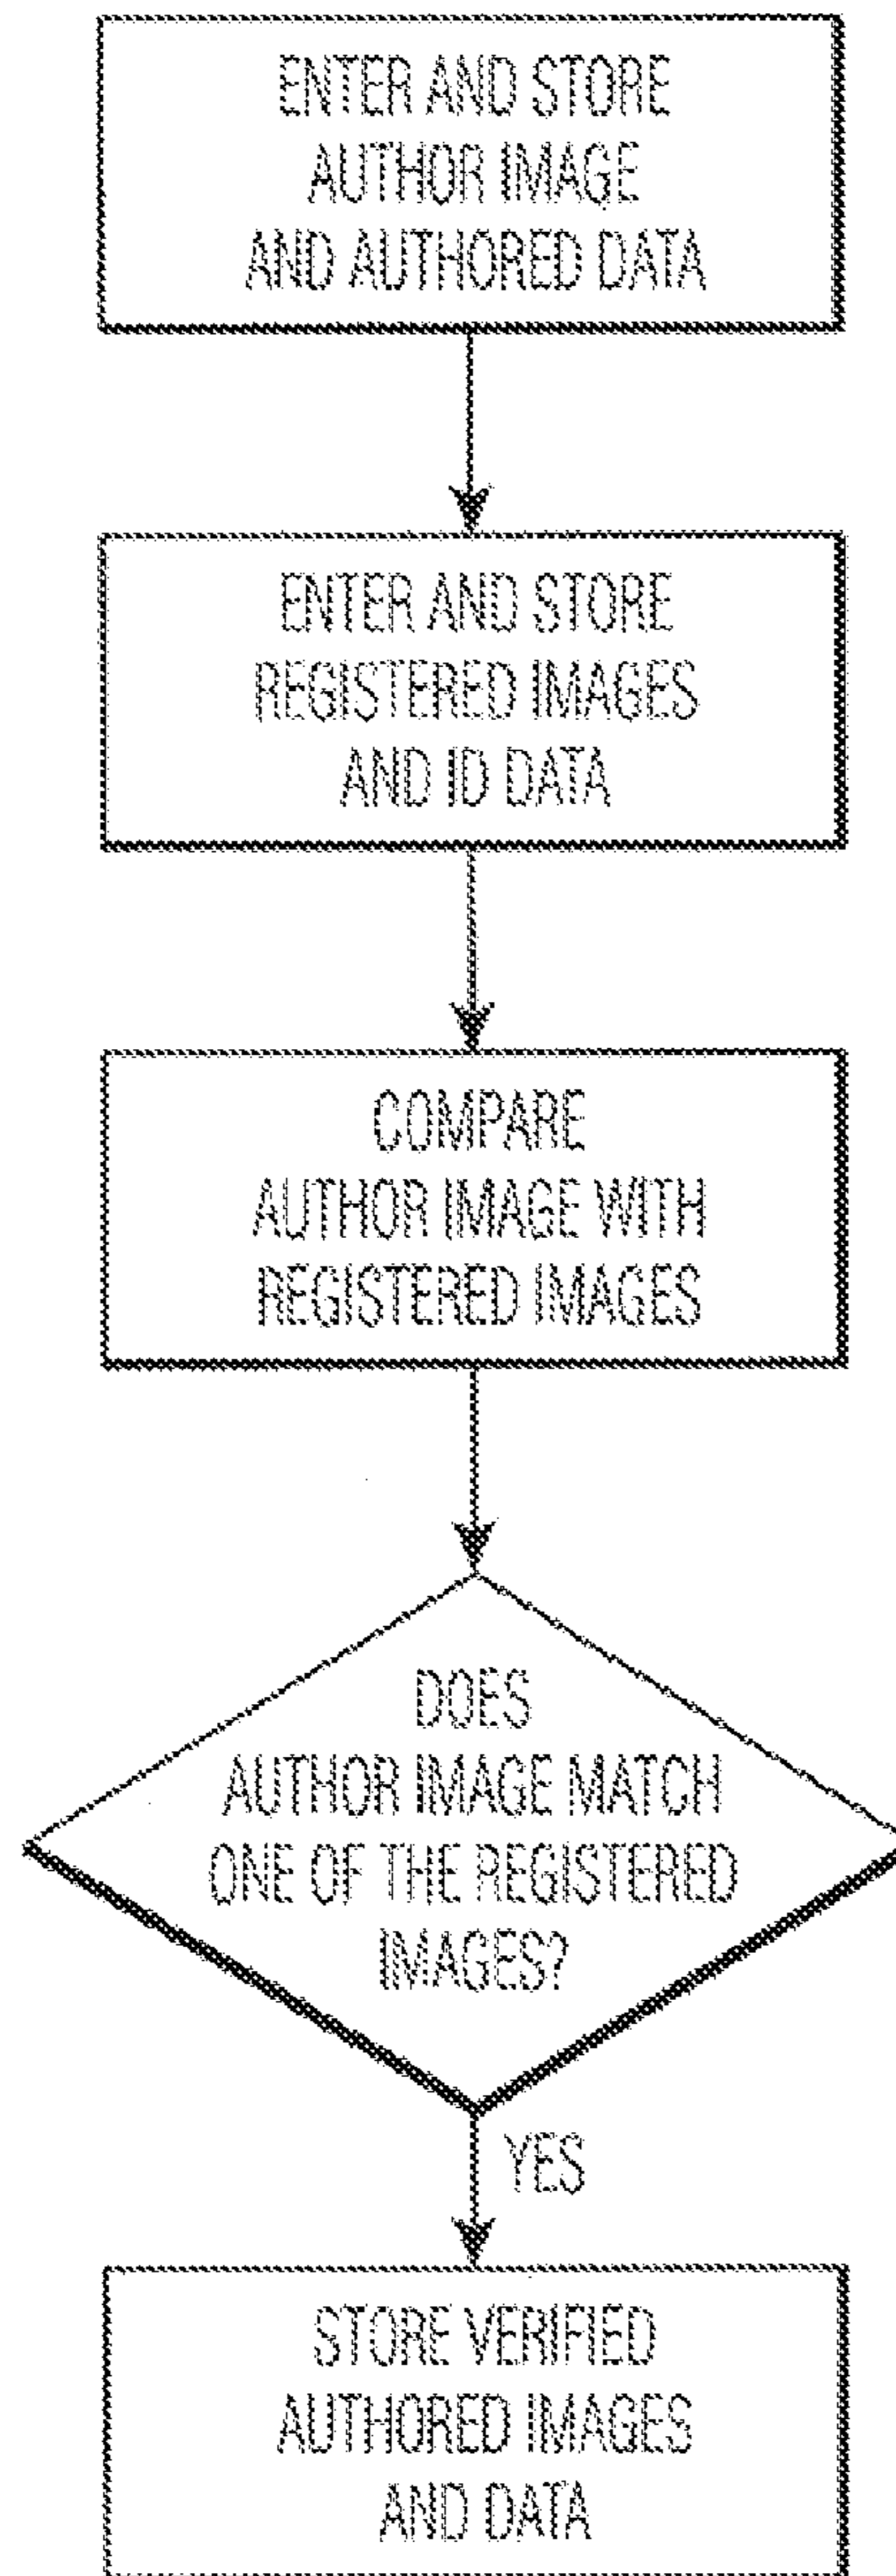 ENTER AND STORE
AUTHOR IMAGE
AND AUTHORED DATA
ENTER AND STORE
REGISTERED IMAGES
AND ID DATA
COMPARE
AUTHOR IMAGE WITH
REGISTERED IMAGES
DOES
AUTHOR IMAGE MATCH
ONE OF THE REGISTERED
IMAGES?
YES
STORE VERIFIED
AUTHORED IMAGES
AND DATA